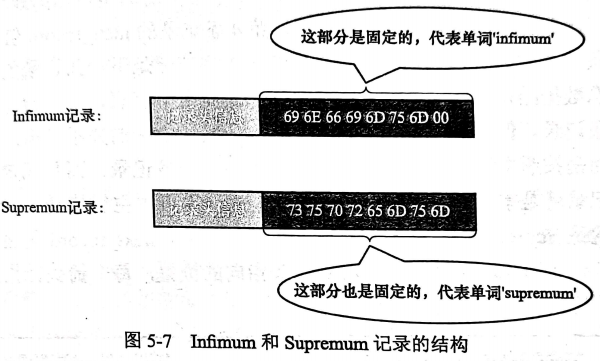 这部分是固定的，代表单词'infimum'
Infimum记录：
记录头信息
69 6E 66 69 6D 75 6D 00
Supremum记录：
记录头信息
73 75 70 72 65 6D 75 6D
这部分也是固定的，代表单词'supremum'
图 5-7 Infimum 和 Supremum 记录的结构